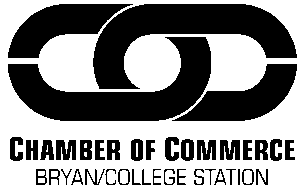 CHAMBER OF COMMERCE
BRYAN/COLLEGE STATION